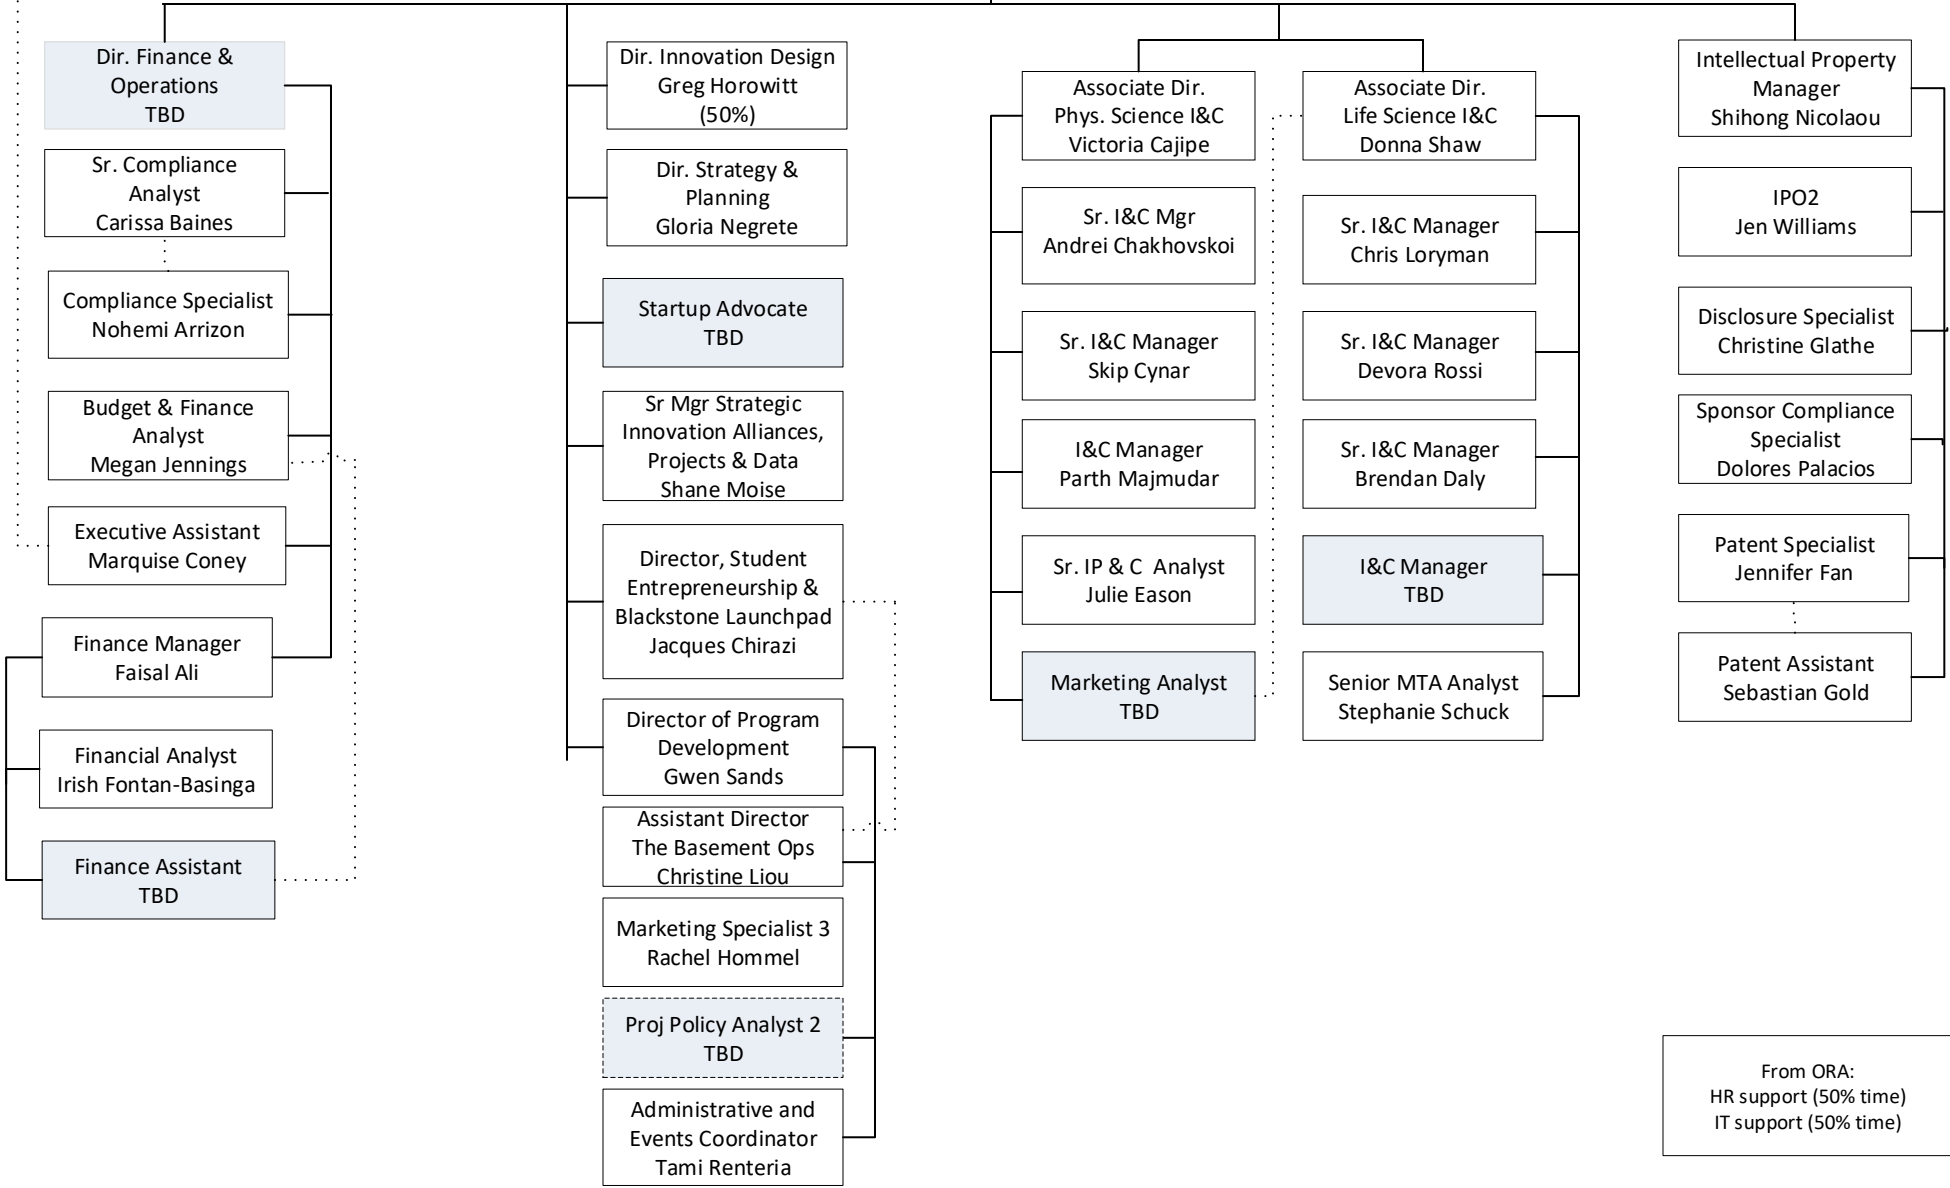 Dir. Finance &
Operations
TBD
Sr. Compliance
Analyst
Carissa Baines
Compliance Specialist
Nohemi Arrizon
Budget & Finance
Analyst
Megan Jennings
Executive Assistant
Marquise Coney
Finance Manager
Faisal Ali
Financial Analyst
Irish Fontan-Basinga
Finance Assistant
TBD
Dir. Innovation Design
Greg Horowitt
(50%)
Dir. Strategy &
Planning
Gloria Negrete
Startup Advocate
TBD
Sr Mgr Strategic
Innovation Alliances,
Projects & Data
Shane Moise
Director, Student
Entrepreneurship &
Blackstone Launchpad
Jacques Chirazi
Director of Program
Development
Gwen Sands
Assistant Director
The Basement Ops
Christine Liou
Marketing Specialist 3
Rachel Hommel
Proj Policy Analyst 2
TBD
Administrative and
Events Coordinator
Tami Renteria
Associate Dir.
Phys. Science I&C
Victoria Cajipe
Sr. I&C Mgr
Andrei Chakhovskoi
Sr. I&C Manager
Skip Cynar
I&C Manager
Parth Majmudar
Sr. IP & C  Analyst
Julie Eason
Marketing Analyst
TBD
Associate Dir.
Life Science I&C
Donna Shaw
Sr. I&C Manager
Chris Loryman
Sr. I&C Manager
Devora Rossi
Sr. I&C Manager
Brendan Daly
I&C Manager
TBD
Senior MTA Analyst
Stephanie Schuck
Intellectual Property
Manager
Shihong Nicolaou
IPO2
Jen Williams
Disclosure Specialist
Christine Glathe
Sponsor Compliance
Specialist
Dolores Palacios
Patent Specialist
Jennifer Fan
Patent Assistant
Sebastian Gold
From ORA:
HR support (50% time)
IT support (50% time)